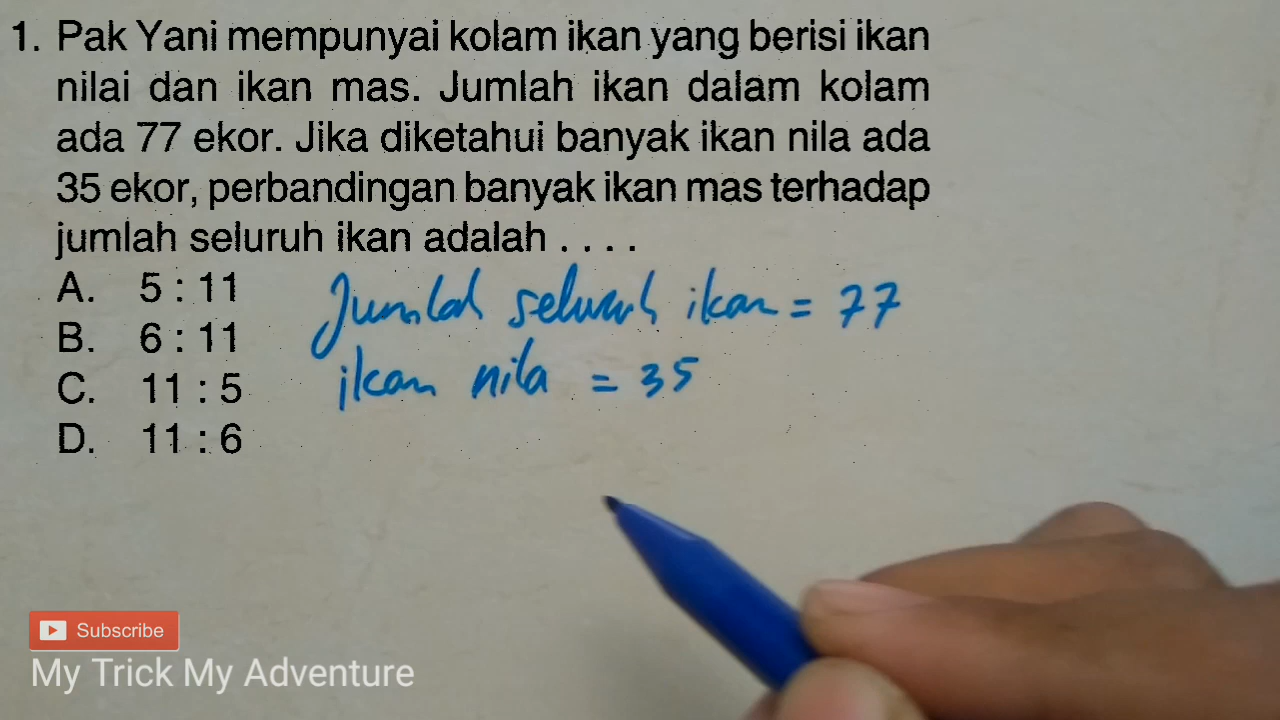 1. Pak Yani mempunyai kolam ikan yang berisi ikan
nilai dan ikan mas. Jumlah ikan dalam kolam
ada 77 ekor. Jika diketahui banyak ikan nila ada
35 ekor, perbandingan banyak ikan mas terhadap
jumlah seluruh ikan adalah . . . .
A. 5 : 11
B. 6 : 11
C. 11 : 5
D. 11 : 6
Jumlah seluruh ikan = 77
ikan nila = 35
Subscribe
My Trick My Adventure